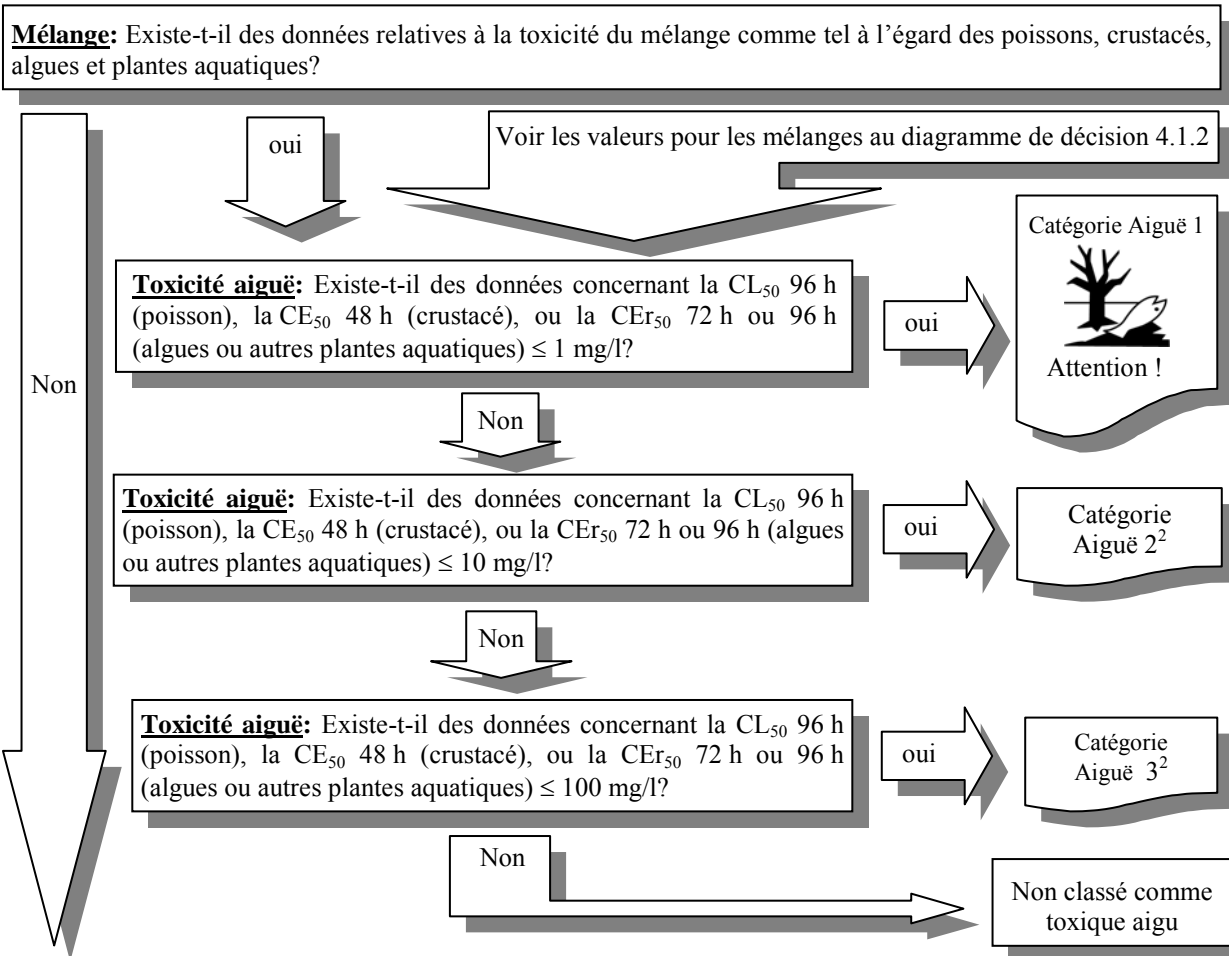 Mélange: Existe-t-il des données relatives à la toxicité du mélange comme tel à l’égard des poissons, crustacés,
algues et plantes aquatiques?
oui
Voir les valeurs pour les mélanges au diagramme de décision 4.1.2
Non
Toxicité aiguë: Existe-t-il des données concernant la CL50 96 h
(poisson), la CE50 48 h (crustacé), ou la CEr50 72 h ou 96 h
(algues ou autres plantes aquatiques) ≤ 1 mg/l?
oui
Catégorie Aiguë 1
Attention !
Non
Toxicité aiguë: Existe-t-il des données concernant la CL50 96 h
(poisson), la CE50 48 h (crustacé), ou la CEr50 72 h ou 96 h (algues
ou autres plantes aquatiques) ≤ 10 mg/l?
oui
Catégorie
Aiguë 2²
Non
Toxicité aiguë: Existe-t-il des données concernant la CL50 96 h
(poisson), la CE50 48 h (crustacé), ou la CEr50 72 h ou 96 h
(algues ou autres plantes aquatiques) ≤ 100 mg/l?
oui
Catégorie
Aiguë 3²
Non
Non classé comme
toxique aigu